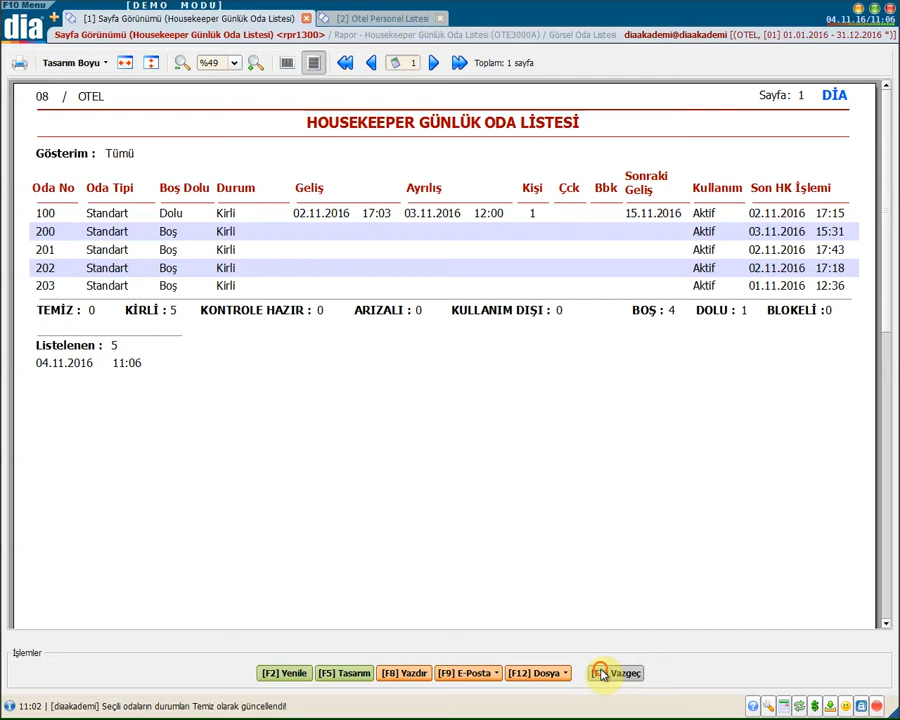 F10 Menu
[DEMO MODU]
dia
[1] Sayfa Görünümü (Housekeeper Günlük Oda Listesi)
[2] Otel Personel Listesi
04.11.16/11:06
Sayfa Görünümü (Housekeeper Günlük Oda Listesi) <rpr1300> / Rapor - Housekeeper Günlük Oda Listesi (OTE3000A) / Görsel Oda Listesi
diaakademi@diaakademi [(OTEL, [01] 01.01.2016 - 31.12.2016 *)]
Tasarım Boyu
%49
1
Toplam: 1 sayfa
08 / OTEL
Sayfa: 1 DİA
HOUSEKEEPER GÜNLÜK ODA LİSTESİ
Gösterim : Tümü
Oda No Oda Tipi Boş Dolu Durum Geliş Ayrılış Kişi Çck Bbk Sonraki Geliş Kullanım Son HK İşlemi
100 Standart Dolu Kirli 02.11.2016 17:03 03.11.2016 12:00 1 15.11.2016 Aktif 02.11.2016 17:15
200 Standart Boş Kirli Aktif 03.11.2016 15:31
201 Standart Boş Kirli Aktif 02.11.2016 17:43
202 Standart Boş Kirli Aktif 02.11.2016 17:18
203 Standart Boş Kirli Aktif 01.11.2016 12:36
TEMİZ : 0 KİRLİ : 5 KONTROLE HAZIR : 0 ARIZALI : 0 KULLANIM DIŞI : 0 BOŞ : 4 DOLU : 1 BLOKELİ :0
Listelenen : 5
04.11.2016 11:06
İşlemler
[F2] Yenile
[F5] Tasarım
[F8] Yazdır
[F9] E-Posta
[F12] Dosya
Vazgeç
11:02 | [diaakademi] Seçili odaların durumları Temiz olarak güncellendi!